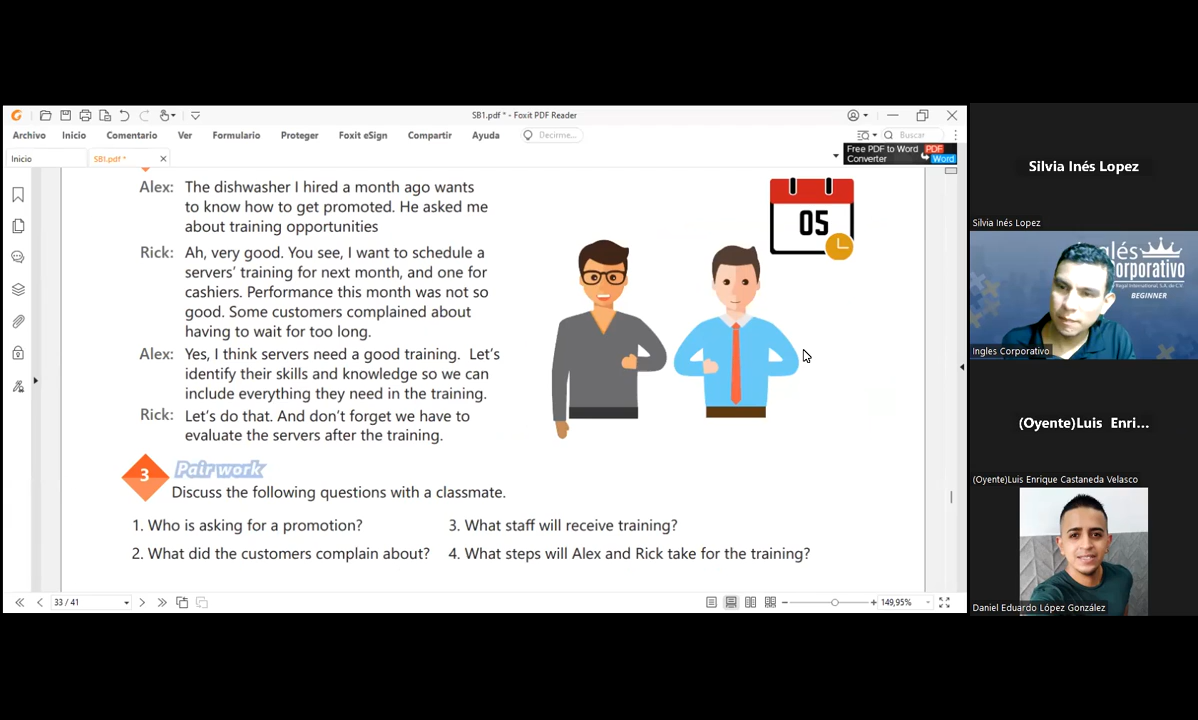 SB1.pdf * - Foxit PDF Reader
Archivo Inicio Comentario Ver Formulario Proteger Foxit eSign Compartir Ayuda Decirme... Buscar
Inicio SB1.pdf *
Free PDF to Word Converter PDF Word
Alex: The dishwasher I hired a month ago wants
to know how to get promoted. He asked me
about training opportunities
Rick: Ah, very good. You see, I want to schedule a
servers' training for next month, and one for
cashiers. Performance this month was not so
good. Some customers complained about
having to wait for too long.
Alex: Yes, I think servers need a good training. Let's
identify their skills and knowledge so we can
include everything they need in the training.
Rick: Let's do that. And don't forget we have to
evaluate the servers after the training.
05
3 Pair work
Discuss the following questions with a classmate.
1. Who is asking for a promotion? 3. What staff will receive training?
2. What did the customers complain about? 4. What steps will Alex and Rick take for the training?
33 / 41
149,95%
Silvia Inés Lopez
Silvia Inés Lopez
glés
orporativo
Regal International, S.A. de C.V.
BEGINNER
Ingles Corporativo
(Oyente)Luis Enri...
(Oyente)Luis Enrique Castaneda Velasco
Daniel Eduardo López González